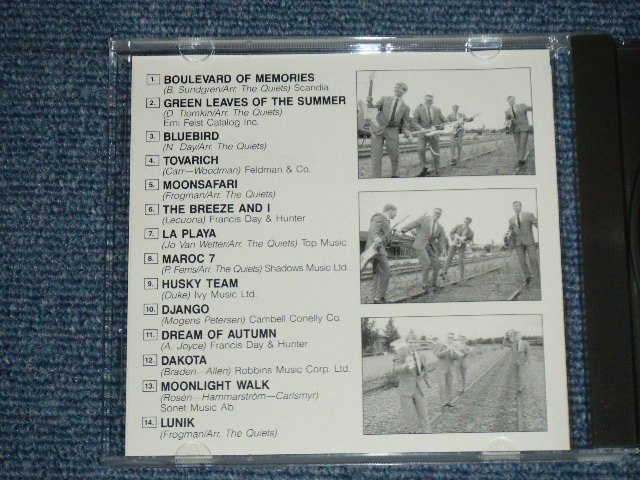 1. BOULEVARD OF MEMORIES
(B. Sundgren/Arr. The Quiets) Scandia
2. GREEN LEAVES OF THE SUMMER
(D. Tiomkin/Arr. The Quiets)
Emi Feist Catalog Inc.
3. BLUEBIRD
(N. Day/Arr. The Quiets)
4. TOVARICH
(Carr—Woodman) Feldman & Co.
5. MOONSAFARI
(Frogman/Arr. The Quiets)
6. THE BREEZE AND I
(Lecuona) Francis Day & Hunter
7. LA PLAYA
(Jo Van Wetter/Arr. The Quiets) Top Music
8. MAROC 7
(P. Ferris/Arr. The Quiets) Shadows Music Ltd.
9. HUSKY TEAM
(Duke) Ivy Music Ltd.
10. DJANGO
(Mogens Petersen) Cambell Conelly Co.
11. DREAM OF AUTUMN
(A. Joyce) Francis Day & Hunter
12. DAKOTA
(Braden—Allen) Robbins Music Corp. Ltd.
13. MOONLIGHT WALK
(Rosén—Hammarström—Carlsmyr)
Sonet Music Ab
14. LUNIK
(Frogman/Arr. The Quiets)